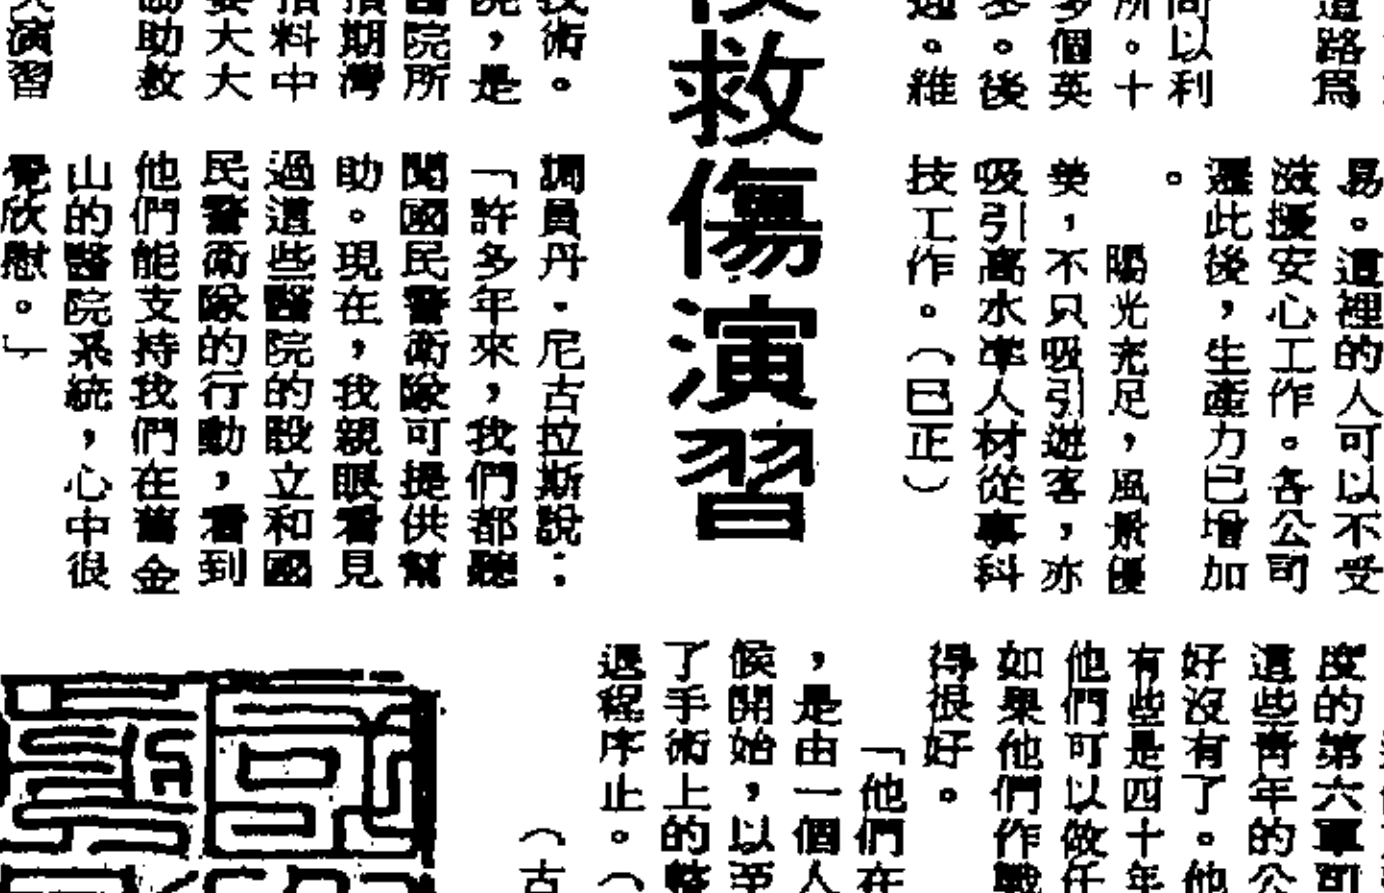 道路爲
尚以利
所。十
多個英
。後
。維
易。這裡的人可以不受
滋擾安心工作。各公司
遷此後,生產力已增加
。
陽光充足,風景優
美,不只吸引遊客,亦
吸引高水準人材從事科
技工作。(巳正)
救傷演習
技術。
院,是
醫院所
預期灣
預料中
大大
協助救
演習
調員丹·尼古拉斯說:
「許多年來,我們都聽
聞國民警衛隊可提供幫
助。現在,我親眼看見
過這些醫院的設立和國
民警衛隊的行動,看到
他們能支持我們在舊金
山的醫院系統,心中很
覺欣慰。」
度的第六軍
這些青年的公
好沒有了。他
有些是四十年
他們可以做任
如果他們作戰
得很好。
「他們在
,是由一個人
候開始,以至
了手術上的整
過程序止。(
(古